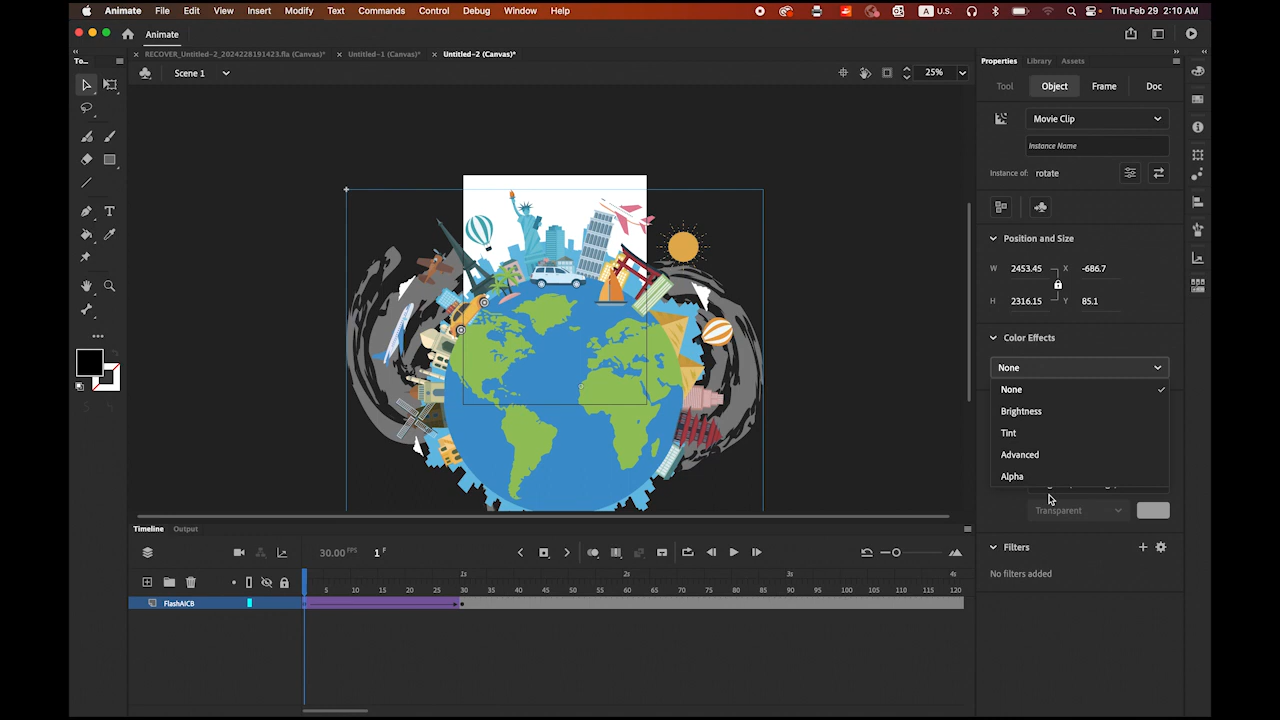 Animate File Edit View Insert Modify Text Commands Control Debug Window Help A U.S. Thu Feb 29 2:10 AM
Animate
To... RECOVER_Untitled-2_2024228191423.fla (Canvas)* Untitled-1 (Canvas)* Untitled-2 (Canvas)* Properties Library Assets
Scene 1 25%
Tool Object Frame Doc
Movie Clip
Instance Name
Instance of: rotate
Position and Size
W 2453.45 X -686.7
H 2316.15 Y 85.1
Color Effects
None
None
Brightness
Tint
Advanced
Alpha
Transparent
Filters
No filters added
Timeline Output
30.00 FPS 1 F
1s 2s 3s 4s
5 10 15 20 25 30 35 40 45 50 55 60 65 70 75 80 85 90 95 100 105 110 115 120
FlashAICB